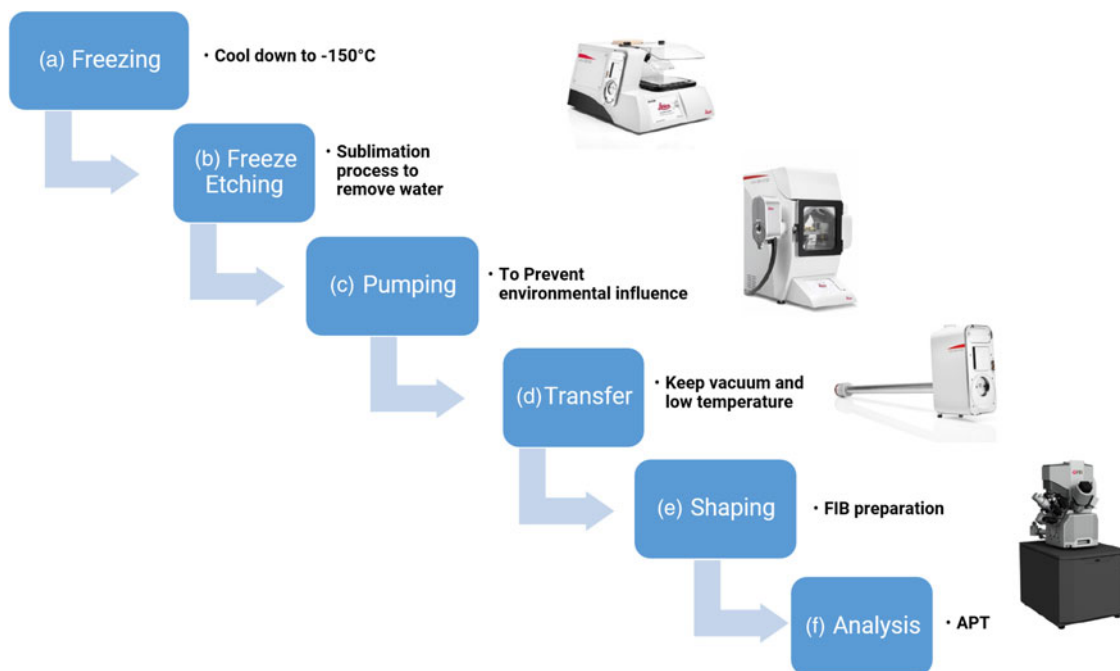 (a) Freezing
· Cool down to -150°C
(b) Freeze
Etching
· Sublimation
process to
remove water
(c) Pumping
· To Prevent
environmental influence
(d)Transfer
· Keep vacuum and
low temperature
(e) Shaping
· FIB preparation
(f) Analysis
· APT